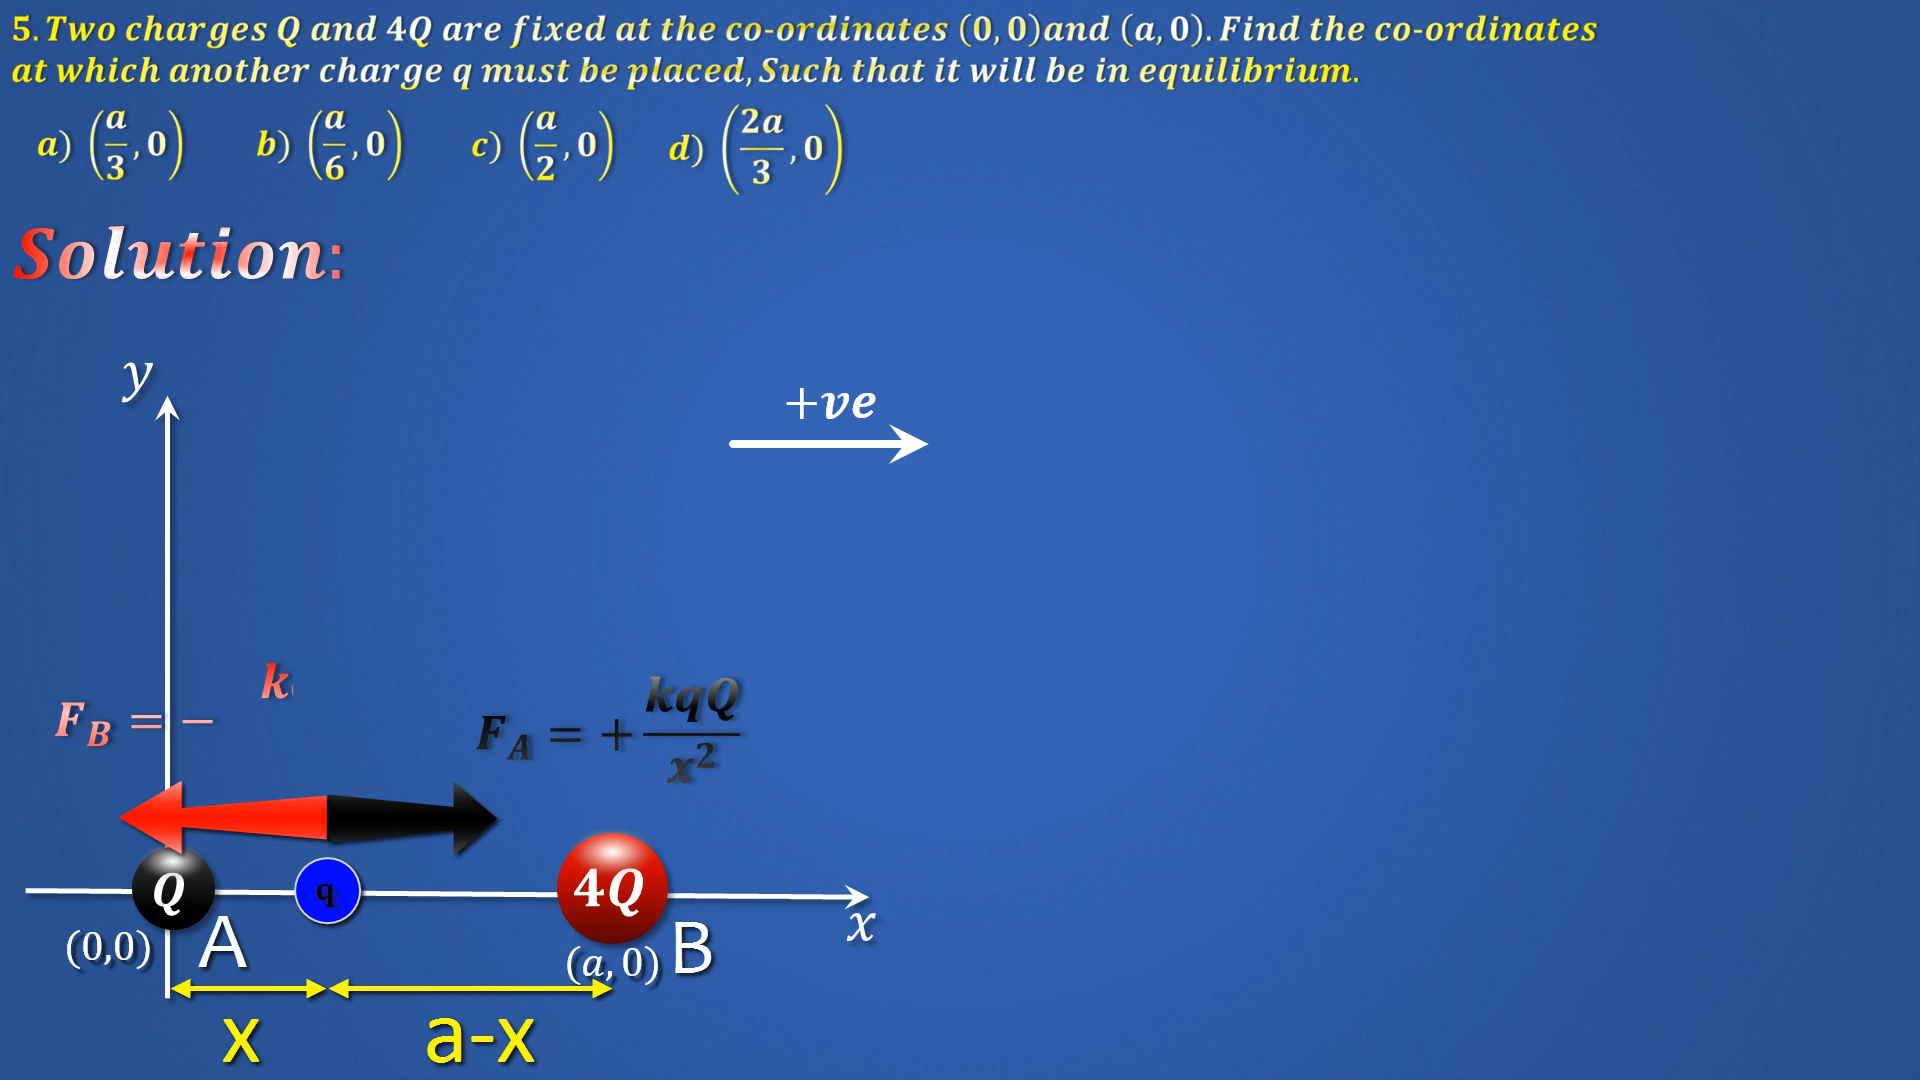 5. Two charges Q and 4Q are fixed at the co-ordinates (0, 0)and (a, 0). Find the co-ordinates
at which another charge q must be placed, Such that it will be in equilibrium.
a) (a/3, 0) b) (a/6, 0) c) (a/2, 0) d) (2a/3, 0)
Solution:
y
+ve
F_B = − k
F_A = + kqQ/x²
Q q 4Q
x
(0,0) A (a, 0) B
x a-x